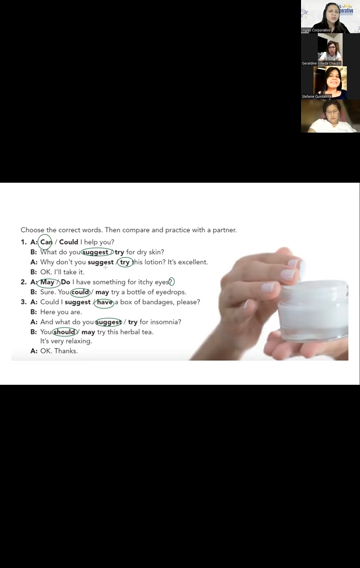 Choose the correct words. Then compare and practice with a partner.
1. A: Can / Could I help you?
B: What do you suggest / try for dry skin?
A: Why don't you suggest / try this lotion? It's excellent.
B: OK. I'll take it.
2. A: May / Do I have something for itchy eyes?
B: Sure. You could / may try a bottle of eyedrops.
3. A: Could I suggest / have a box of bandages, please?
B: Here you are.
A: And what do you suggest / try for insomnia?
B: You should / may try this herbal tea.
It's very relaxing.
A: OK. Thanks.